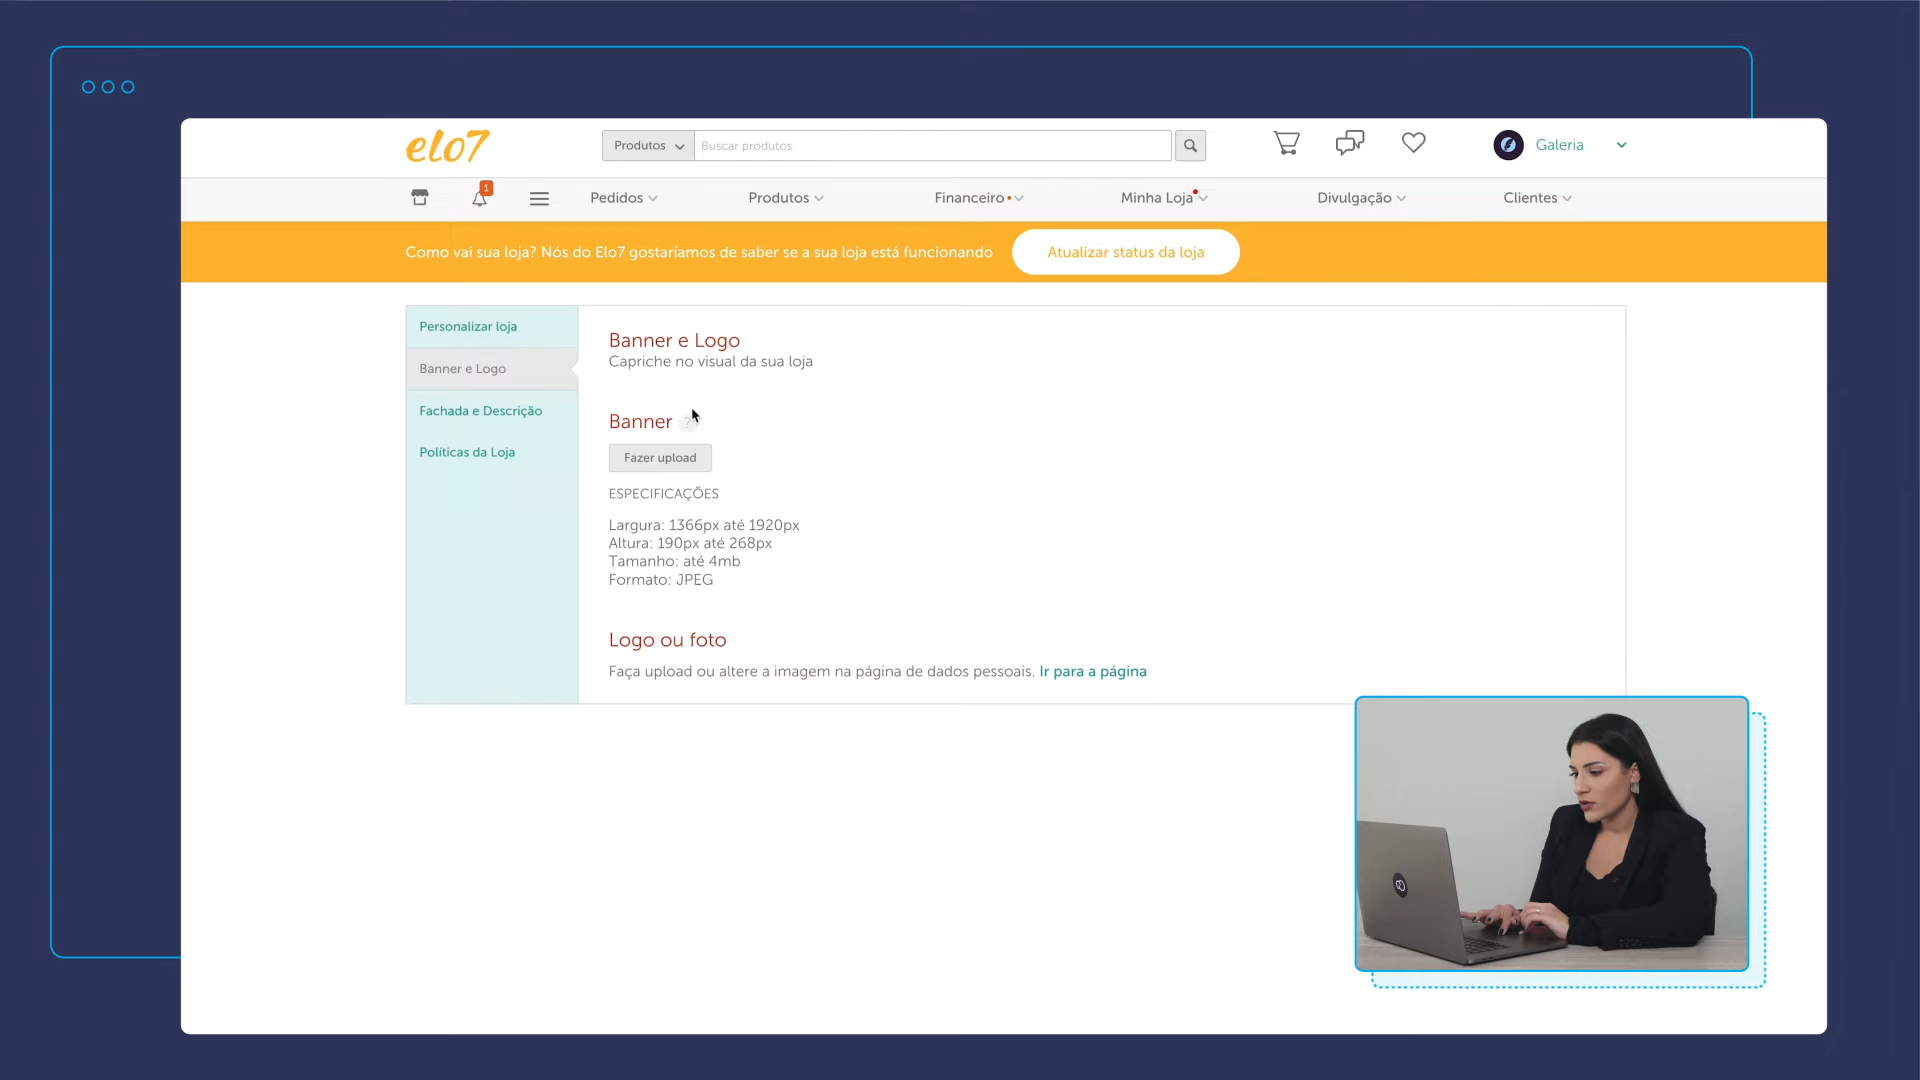 elo7
Produtos
Buscar produtos
Galeria
1
Pedidos
Produtos
Financeiro
Minha Loja
Divulgação
Clientes
Como vai sua loja? Nós do Elo7 gostaríamos de saber se a sua loja está funcionando
Atualizar status da loja
Personalizar loja
Banner e Logo
Fachada e Descrição
Políticas da Loja
Banner e Logo
Capriche no visual da sua loja
Banner
?
Fazer upload
ESPECIFICAÇÕES
Largura: 1366px até 1920px
Altura: 190px até 268px
Tamanho: até 4mb
Formato: JPEG
Logo ou foto
Faça upload ou altere a imagem na página de dados pessoais. Ir para a página